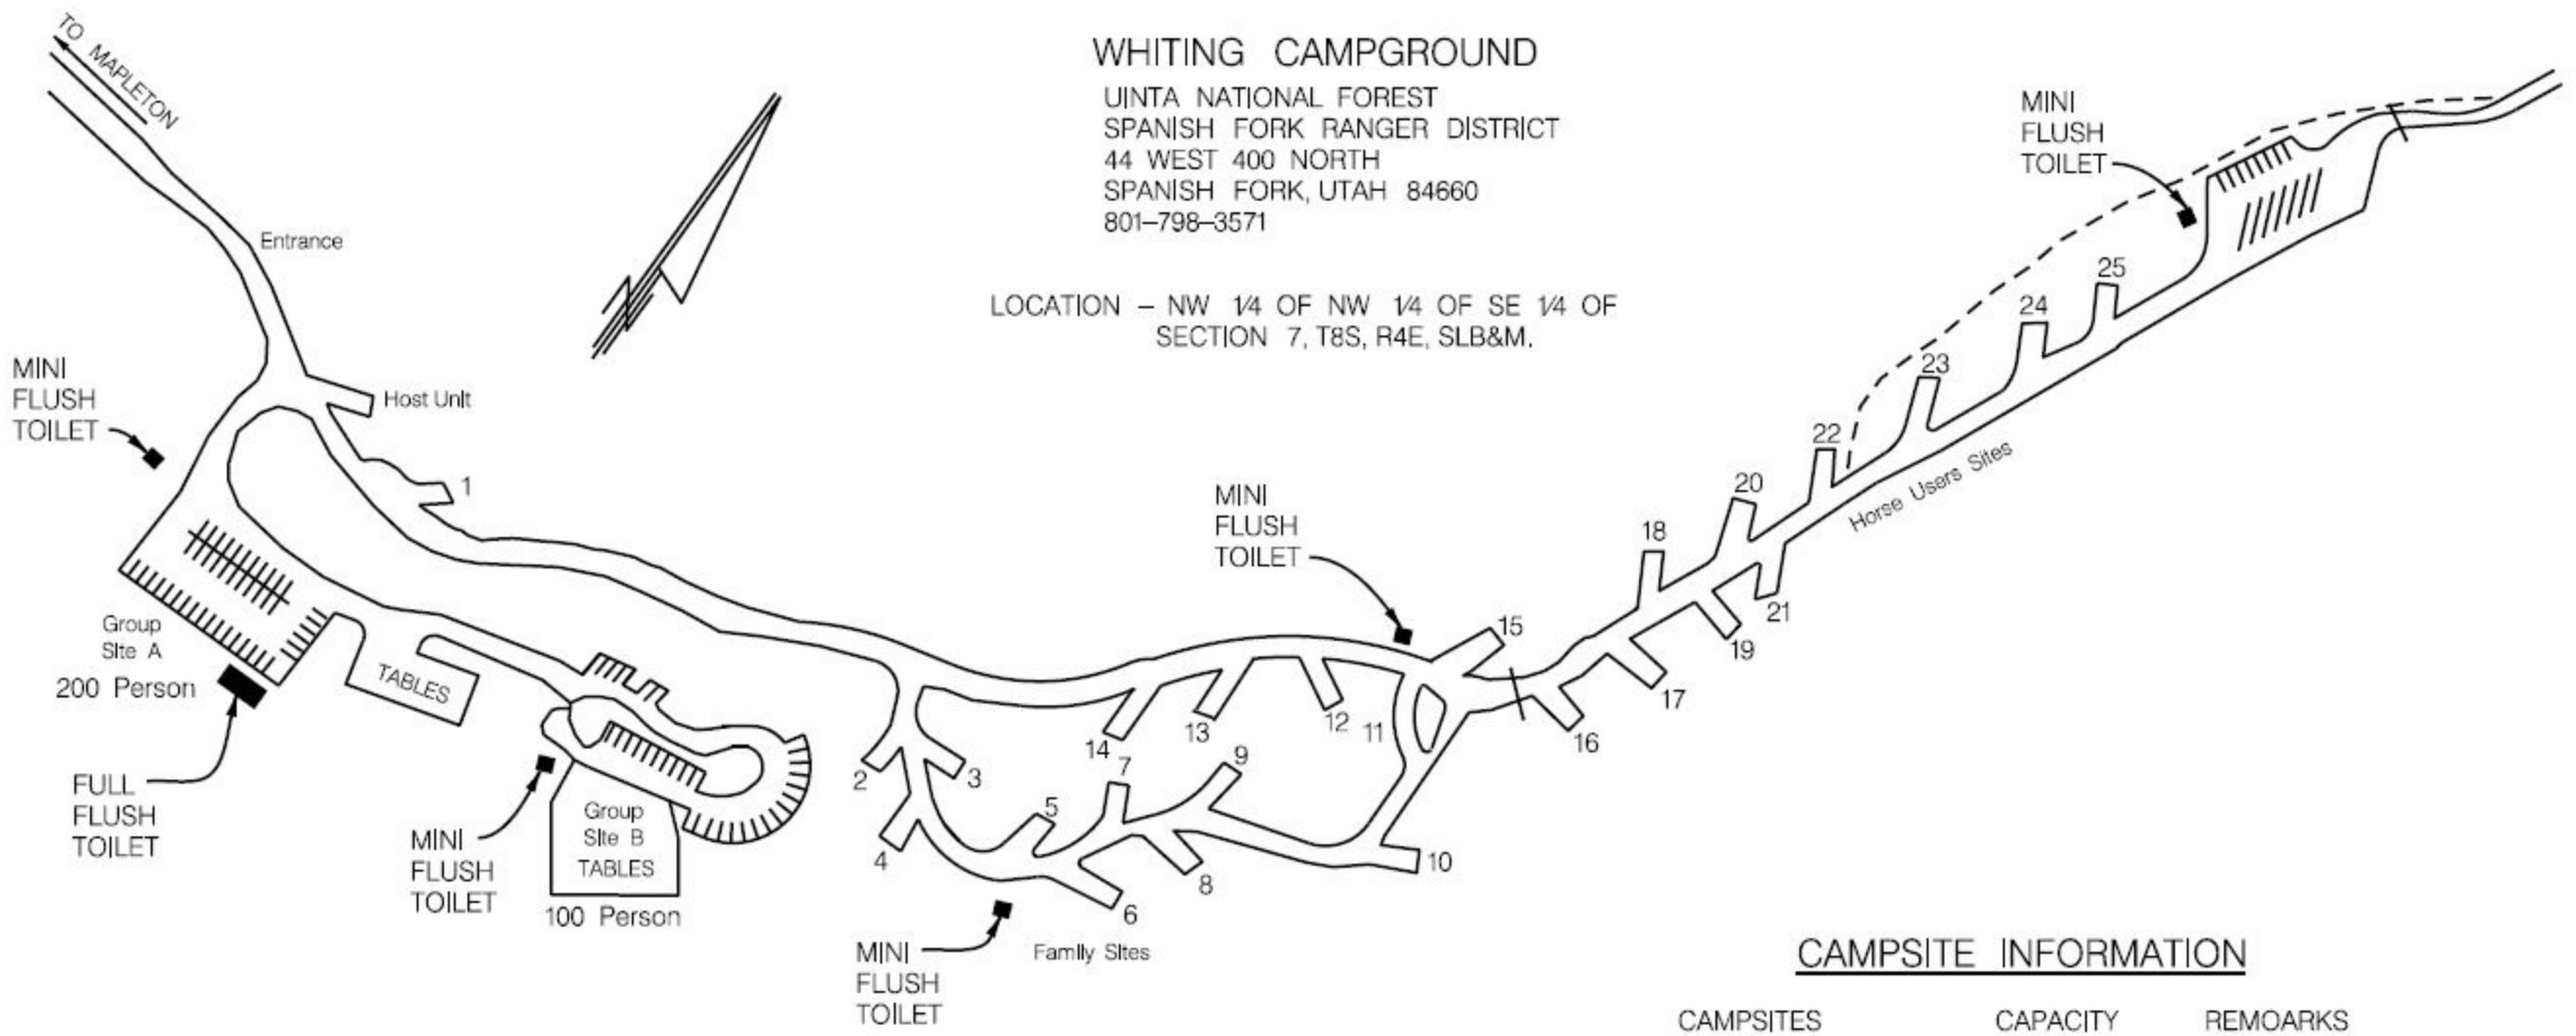 TO MAPLETON
WHITING CAMPGROUND
UINTA NATIONAL FOREST
SPANISH FORK RANGER DISTRICT
44 WEST 400 NORTH
SPANISH FORK, UTAH 84660
801-798-3571
LOCATION - NW 1/4 OF NW 1/4 OF SE 1/4 OF
SECTION 7, T8S, R4E, SLB&M.
N
Entrance
MINI
FLUSH
TOILET
Host Unit
1
Group
Site A
200 Person
TABLES
FULL
FLUSH
TOILET
MINI
FLUSH
TOILET
Group
Site B
TABLES
100 Person
2
3
4
5
6
7
8
9
10
11
12
13
14
15
MINI
FLUSH
TOILET
Family Sites
MINI
FLUSH
TOILET
16
17
18
19
20
21
22
23
24
25
Horse Users Sites
MINI
FLUSH
TOILET
CAMPSITE INFORMATION
CAMPSITES CAPACITY REMOARKS